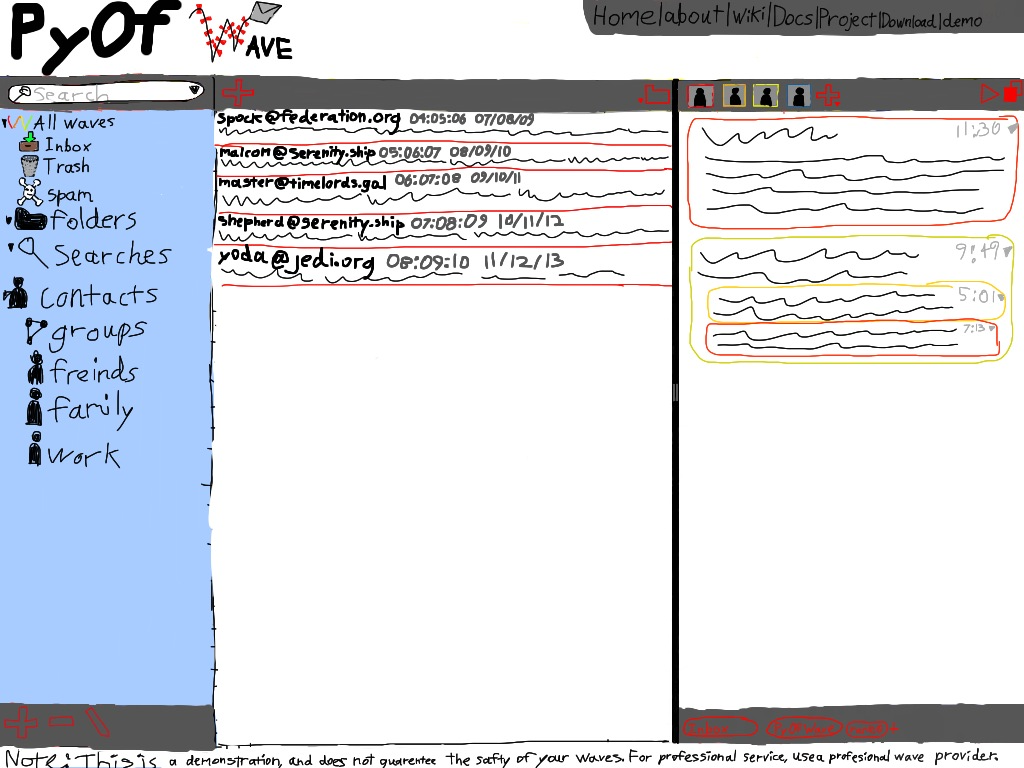 PyOf WAVE
Home|about|wiki|Docs|Project|Download|demo
Search
All waves
Inbox
Trash
spam
folders
Searches
contacts
groups
freinds
family
work
spock@federation.org 04:05:06 07/08/09
malcom@serenity.ship 05:06:07 08/09/10
master@timelords.gal 06:07:08 09/10/11
shepherd@serenity.ship 07:08:09 10/11/12
yoda@jedi.org 08:09:10 11/12/13
11:30
9:49
5:01
7:13
Inbox PyOfWave
Note: This is a demonstration, and does not guarentee the safty of your waves. For professional service, use a profesional wave provider.